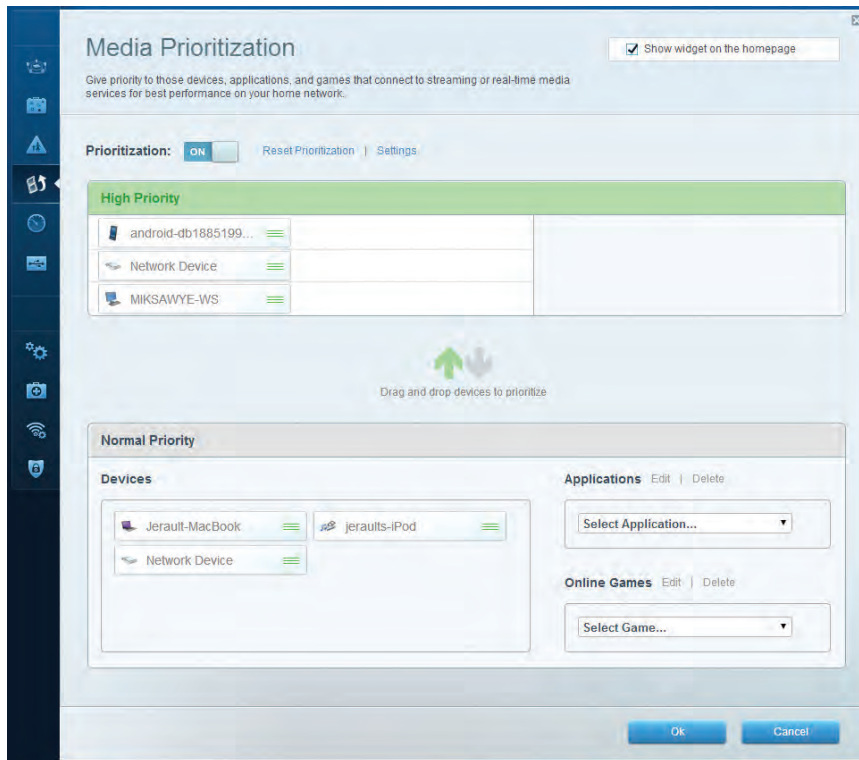 Media Prioritization
Show widget on the homepage
Give priority to those devices, applications, and games that connect to streaming or real-time media
services for best performance on your home network.
Prioritization: ON Reset Prioritization | Settings
High Priority
android-db1885199...
Network Device
MIKSAWYE-WS
Drag and drop devices to prioritize
Normal Priority
Devices
Jerault-MacBook
jeraults-iPod
Network Device
Applications Edit | Delete
Select Application...
Online Games Edit | Delete
Select Game...
Ok
Cancel